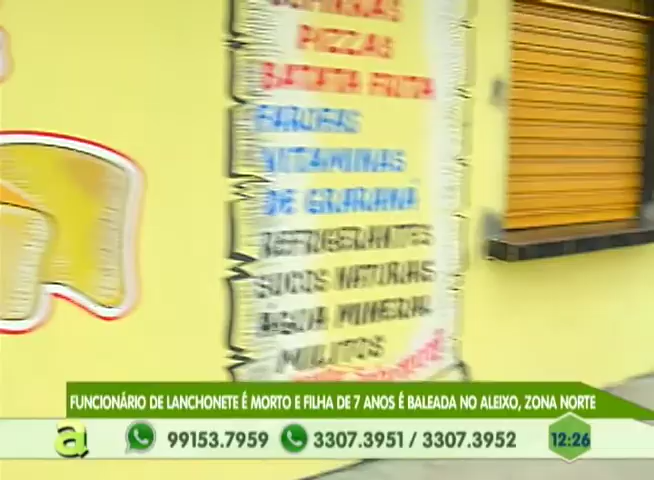 PIZZAS
BATATA FRITA
FAROFAS
VITAMINAS
DE GUARANÁ
REFRIGERANTES
SUCOS NATURAIS
ÁGUA MINERAL
FUNCIONÁRIO DE LANCHONETE É MORTO E FILHA DE 7 ANOS É BALEADA NO ALEIXO, ZONA NORTE
a 99153.7959 3307.3951 / 3307.3952 12:26